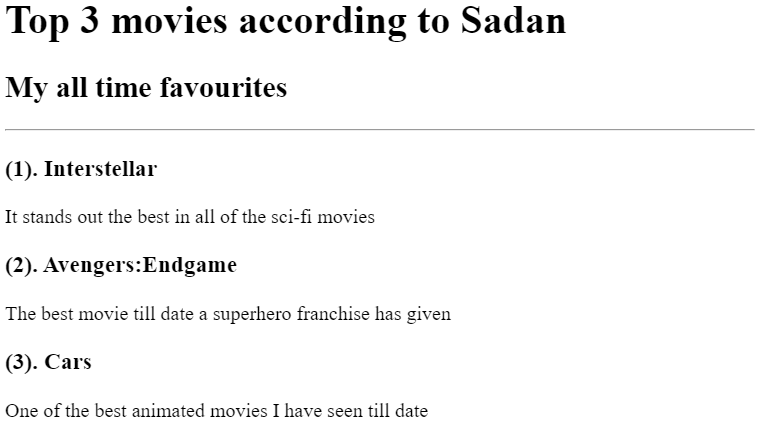 Top 3 movies according to Sadan
My all time favourites
(1). Interstellar
It stands out the best in all of the sci-fi movies
(2). Avengers:Endgame
The best movie till date a superhero franchise has given
(3). Cars
One of the best animated movies I have seen till date